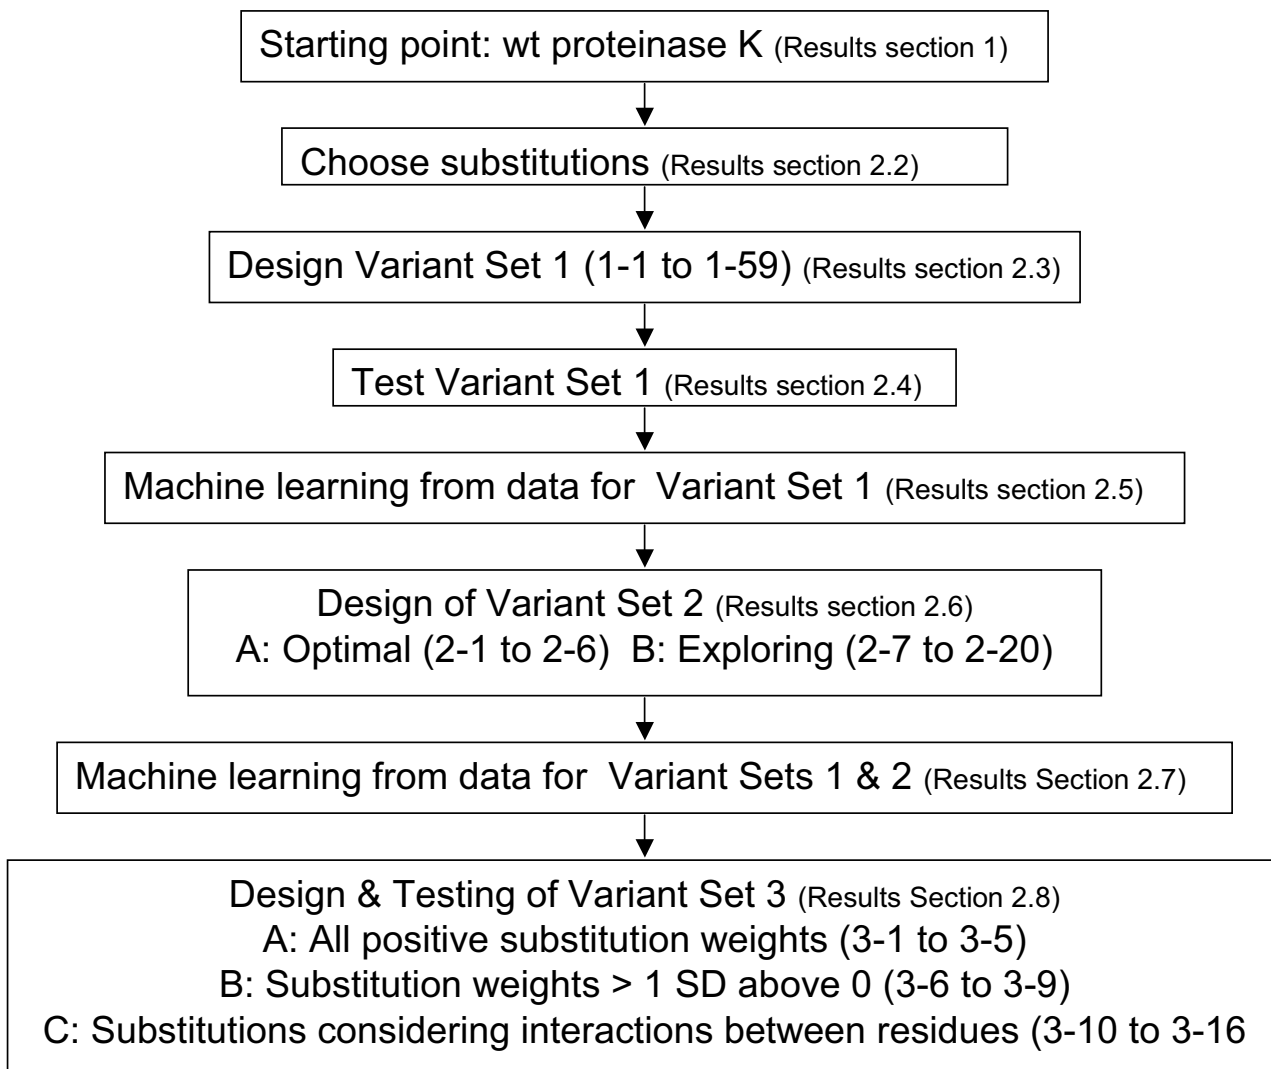 Starting point: wt proteinase K (Results section 1)
Choose substitutions (Results section 2.2)
Design Variant Set 1 (1-1 to 1-59) (Results section 2.3)
Test Variant Set 1 (Results section 2.4)
Machine learning from data for  Variant Set 1 (Results section 2.5)
Design of Variant Set 2 (Results section 2.6)
A: Optimal (2-1 to 2-6)  B: Exploring (2-7 to 2-20)
Machine learning from data for  Variant Sets 1 & 2 (Results Section 2.7)
Design & Testing of Variant Set 3 (Results Section 2.8)
A: All positive substitution weights (3-1 to 3-5)
B: Substitution weights > 1 SD above 0 (3-6 to 3-9)
C: Substitutions considering interactions between residues (3-10 to 3-16